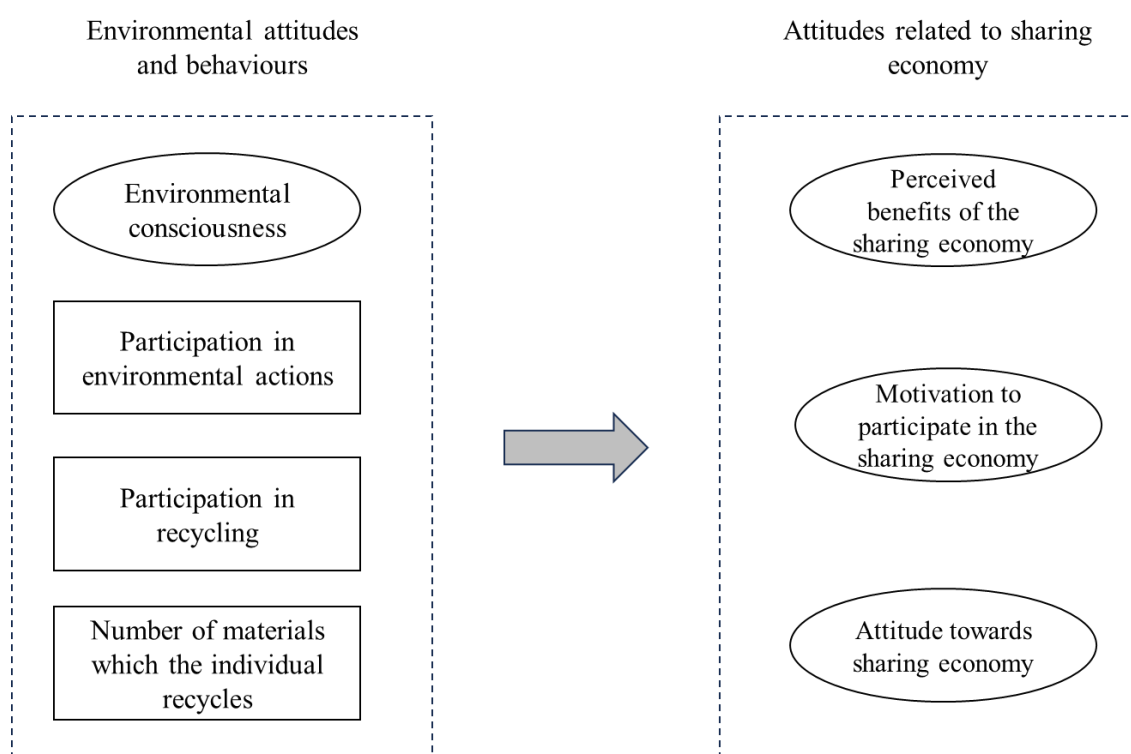 Environmental attitudes
and behaviours
Environmental
consciousness
Participation in
environmental actions
Participation in
recycling
Number of materials
which the individual
recycles
Attitudes related to sharing
economy
Perceived
benefits of the
sharing economy
Motivation to
participate in the
sharing economy
Attitude towards
sharing economy